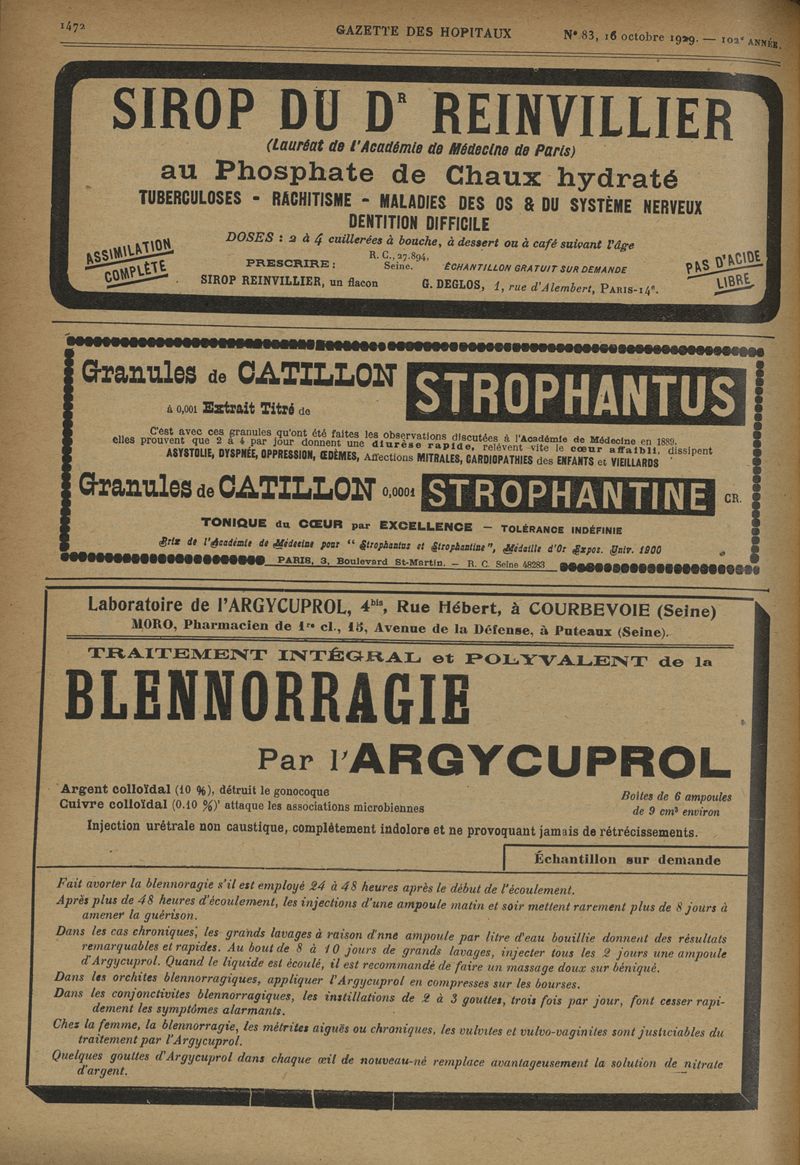 1472
GAZETTE DES HOPITAUX
N° 83, 16 octobre 1929. — 102e ANNÉE.
SIROP DU DR REINVILLIER
(Lauréat de l'Académie de Médecine de Paris)
au Phosphate de Chaux hydraté
TUBERCULOSES - RACHITISME - MALADIES DES OS & DU SYSTÈME NERVEUX
DENTITION DIFFICILE
DOSES : 2 à 4 cuillerées à bouche, à dessert ou à café suivant l'âge
ASSIMILATION
COMPLÈTE
PRESCRIRE :
R. C., 27.894,
Seine.
ÉCHANTILLON GRATUIT SUR DEMANDE
SIROP REINVILLIER, un flacon
G. DEGLOS, 1, rue d'Alembert, PARIS-14e.
PAS D'ACIDE
LIBRE
Granules de CATILLON
à 0,001 Extrait Titré de
STROPHANTUS
C'est avec ces granules qu'ont été faites les observations discutées à l'Académie de Médecine en 1889.
elles prouvent que 2 à 4 par jour donnent une diurèse rapide, relèvent vite le cœur affaibli, dissipent
ASYSTOLIE, DYSPNÉE, OPPRESSION, ŒDÈMES, Affections MITRALES, CARDIOPATHIES des ENFANTS et VIEILLARDS
Granules de CATILLON 0,0001 STROPHANTINE CR.
TONIQUE du CŒUR par EXCELLENCE — TOLÉRANCE INDÉFINIE
Prix de l'Académie de Médecine pour "Strophantus et Strophantine", Médaille d'Or Expos. Univ. 1900
PARIS, 3, Boulevard St-Martin. — R. C. Seine 48283
Laboratoire de l'ARGYCUPROL, 4bis, Rue Hébert, à COURBEVOIE (Seine)
MORO, Pharmacien de 1re cl., 15, Avenue de la Défense, à Puteaux (Seine).
TRAITEMENT INTÉGRAL et POLYVALENT de la
BLENNORRAGIE
Par l'ARGYCUPROL
Argent colloïdal (10 %), détruit le gonocoque
Cuivre colloïdal (0.10 %)' attaque les associations microbiennes
Boîtes de 6 ampoules
de 9 cm³ environ
Injection urétrale non caustique, complètement indolore et ne provoquant jamais de rétrécissements.
Échantillon sur demande
Fait avorter la blennoragie s'il est employé 24 à 48 heures après le début de l'écoulement.
Après plus de 48 heures d'écoulement, les injections d'une ampoule matin et soir mettent rarement plus de 8 jours à
amener la guérison.
Dans les cas chroniques, les grands lavages à raison d'nne ampoule par litre d'eau bouillie donnent des résultats
remarquables et rapides. Au bout de 8 à 10 jours de grands lavages, injecter tous les 2 jours une ampoule
d'Argycuprol. Quand le liquide est écoulé, il est recommandé de faire un massage doux sur béniqué.
Dans les orchites blennorragiques, appliquer l'Argycuprol en compresses sur les bourses.
Dans les conjonctivites blennorragiques, les instillations de 2 à 3 gouttes, trois fois par jour, font cesser rapi-
dement les symptômes alarmants.
Chez la femme, la blennorragie, les métrites aiguës ou chroniques, les vulvites et vulvo-vaginites sont justiciables du
traitement par l'Argycuprol.
Quelques gouttes d'Argycuprol dans chaque œil de nouveau-né remplace avantageusement la solution de nitrate
d'argent.